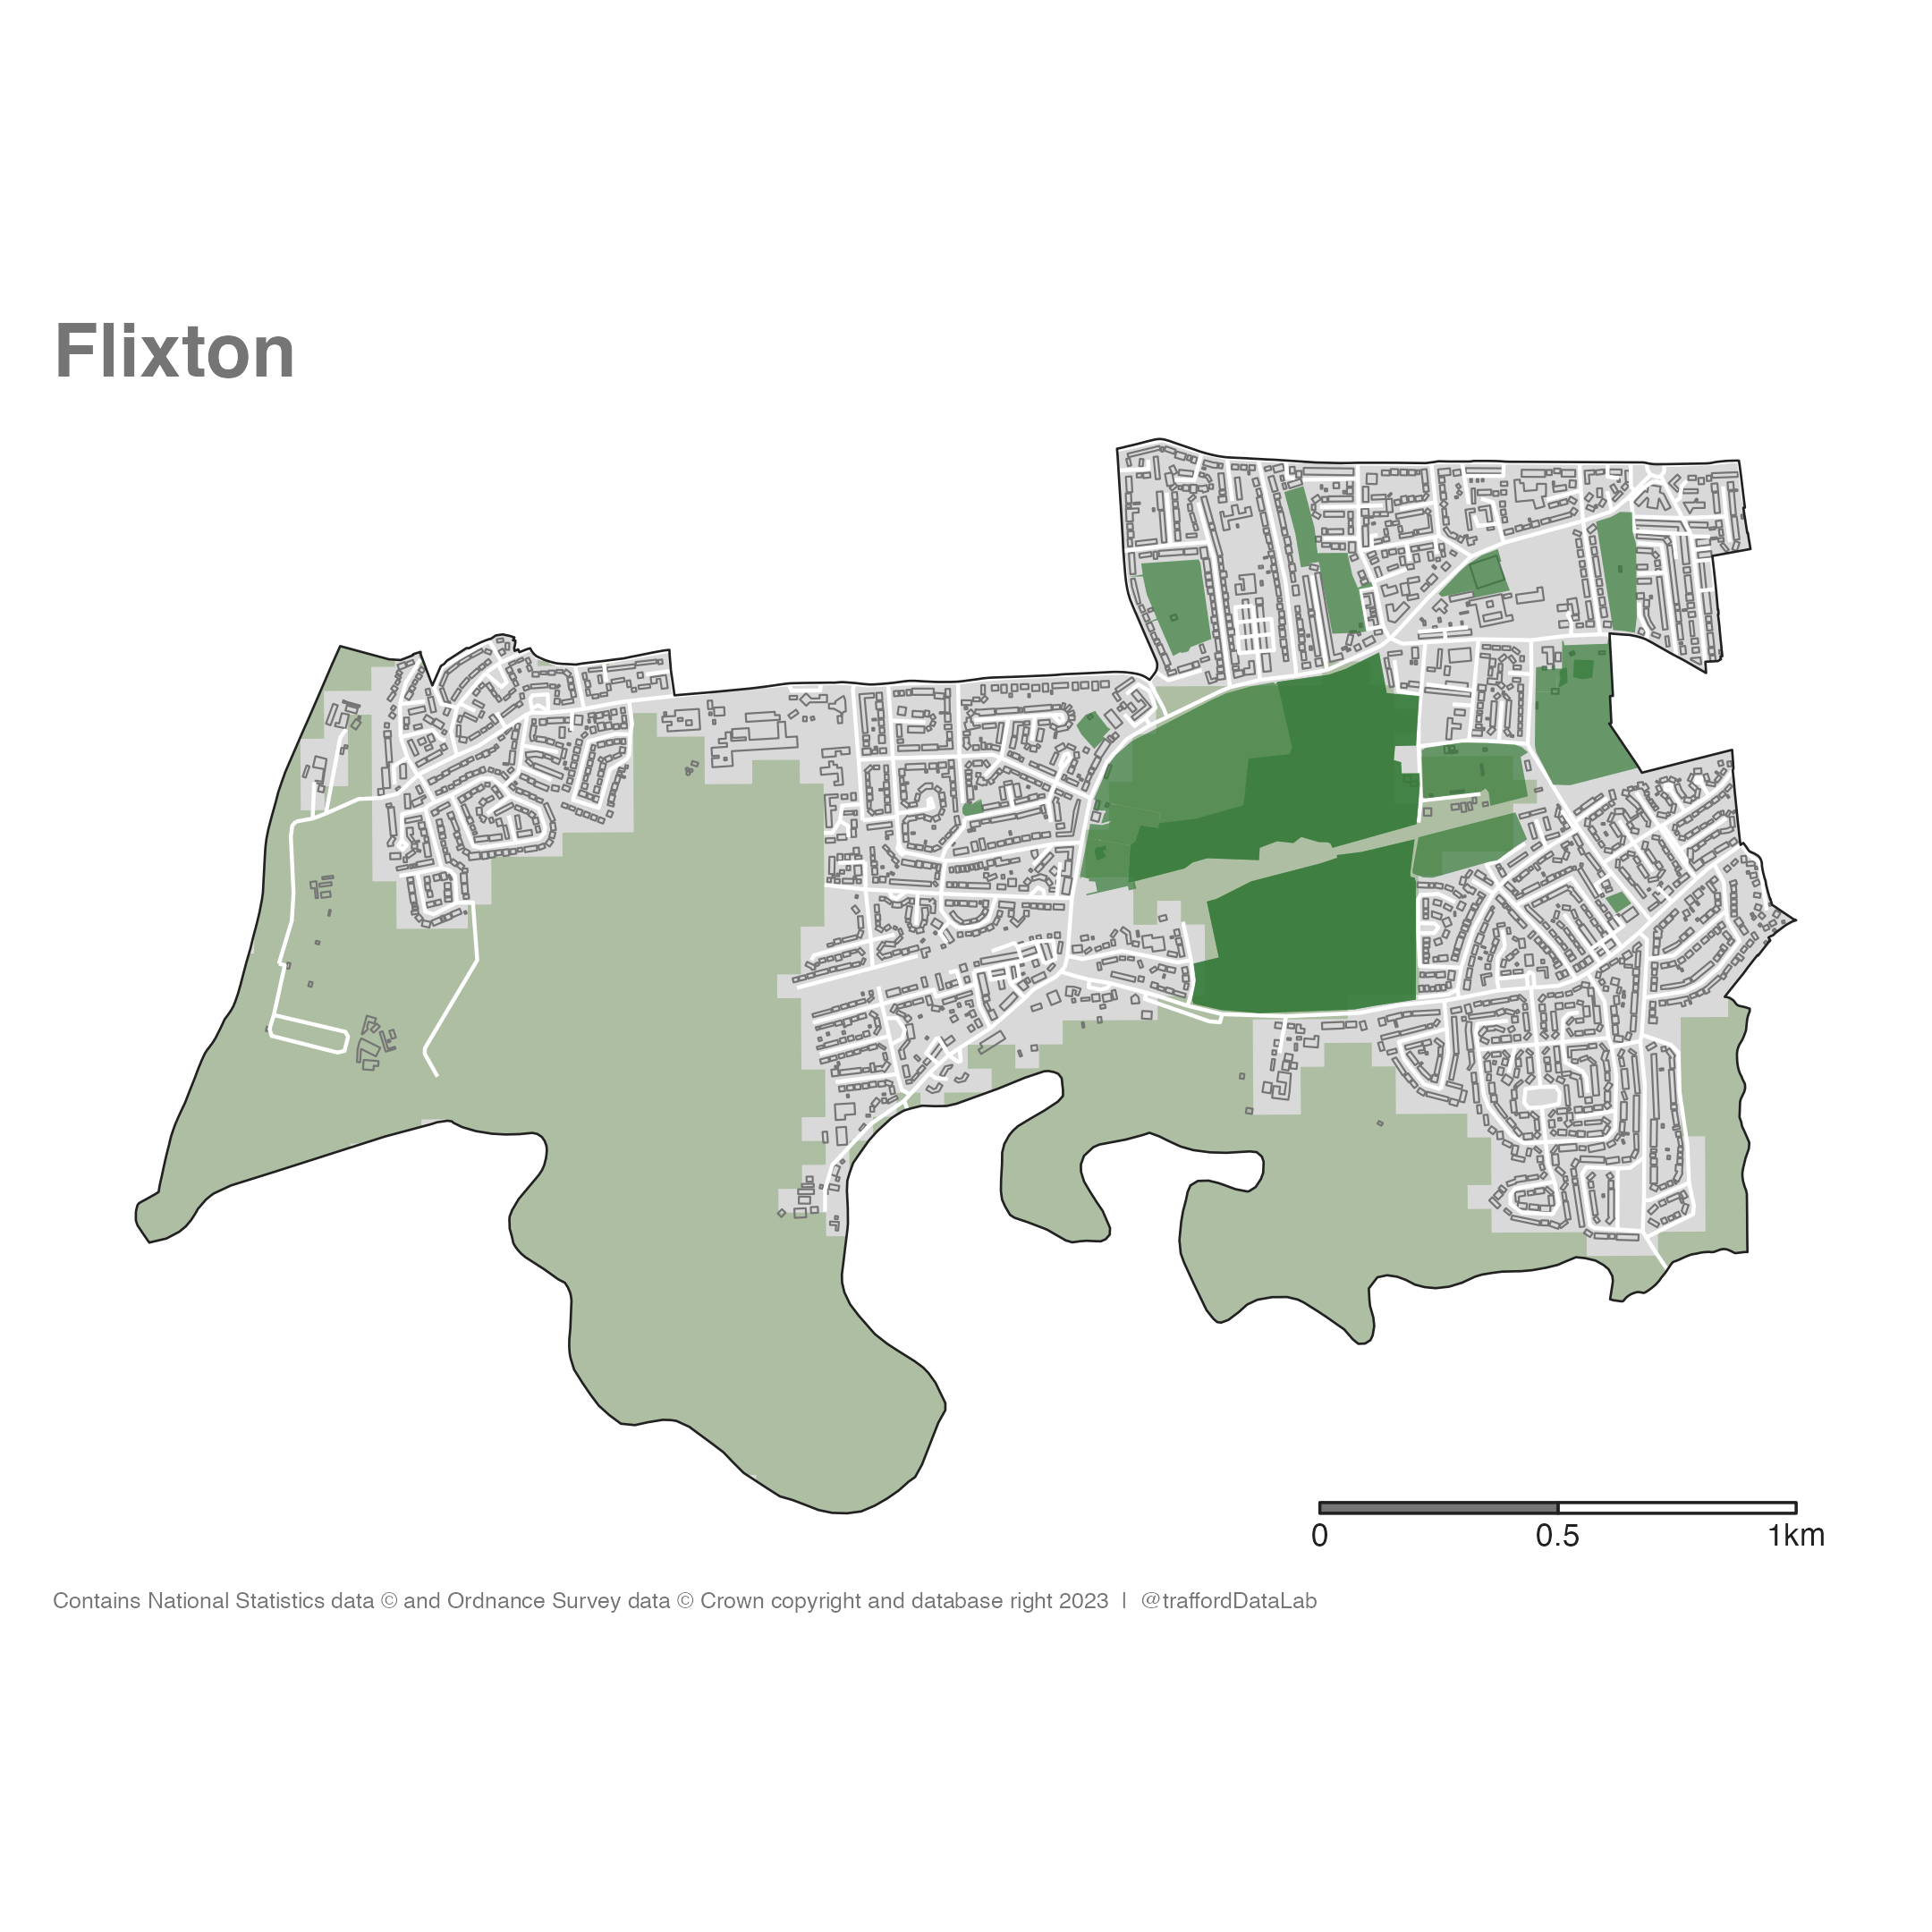 Flixton
0 0.5 1km
Contains National Statistics data © and Ordnance Survey data © Crown copyright and database right 2023 | @traffordDataLab